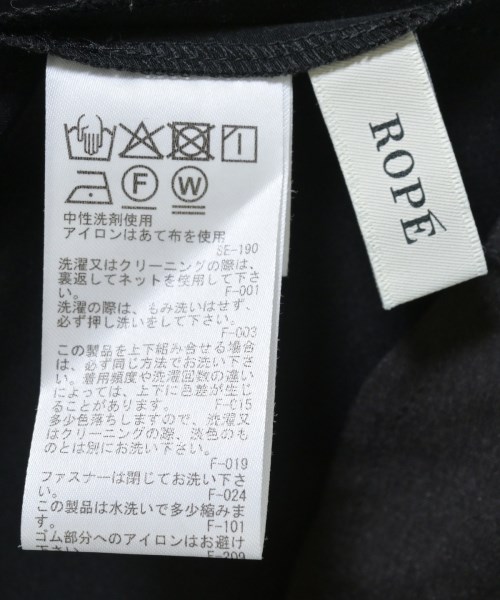 F
W
中性洗剤使用
アイロンはあて布を使用
SE-190
洗濯又はクリーニングの際は、
裏返してネットを使用して下さ
い。 F-001
洗濯の際は、もみ洗いはせず、
必ず押し洗いをして下さい。
F-003
この製品を上下組み合せる場合
は、必ず同じ方法でお洗い下さ
い。着用頻度や洗濯回数の違い
によっては、上下に色差が生じ
ることがあります。 F-015
多少色落ちしますので、洗濯又
はクリーニングの際、淡色のも
のとは別にお洗い下さい。
F-019
ファスナーは閉じてお洗い下さ
い。 F-024
この製品は水洗いで多少縮みま
す。 F-101
ゴム部分へのアイロンはお避け
下さい。 F-209
ROPÉ